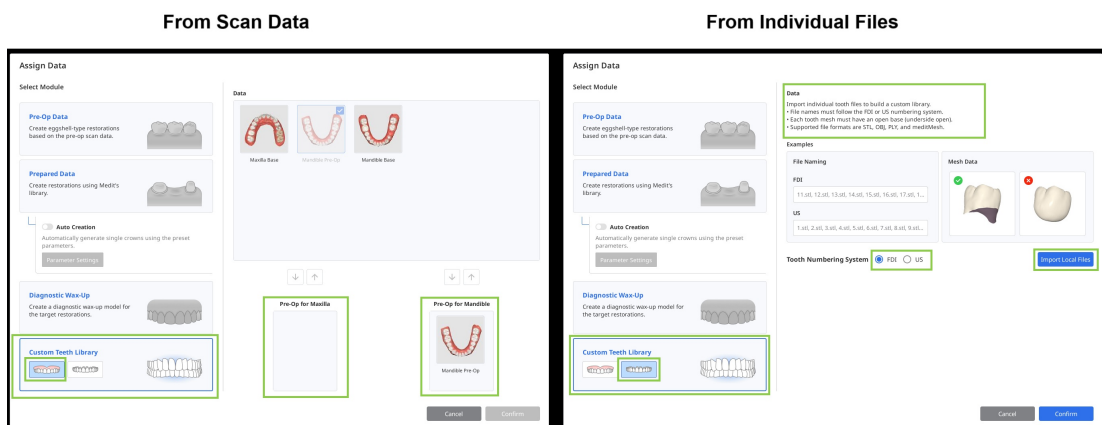 From Scan Data
Assign Data
Select Module
Pre-Op Data
Create eggshell-type restorations
based on the pre-op scan data.
Prepared Data
Create restorations using Medit's
library.
Auto Creation
Automatically generate single crowns using the preset
parameters.
Parameter Settings
Diagnostic Wax-Up
Create a diagnostic wax-up model for
the target restorations.
Custom Teeth Library
Data
Maxilla Base
Mandible Pre-Op
Mandible Base
Pre-Op for Maxilla
Pre-Op for Mandible
Mandible Pre-Op
Cancel
Confirm
From Individual Files
Assign Data
Select Module
Pre-Op Data
Create eggshell-type restorations
based on the pre-op scan data.
Prepared Data
Create restorations using Medit's
library.
Auto Creation
Automatically generate single crowns using the preset
parameters.
Parameter Settings
Diagnostic Wax-Up
Create a diagnostic wax-up model for
the target restorations.
Custom Teeth Library
Data
Import individual tooth files to build a custom library.
• File names must follow the FDI or US numbering system.
• Each tooth mesh must have an open base (underside open).
• Supported file formats are STL, OBJ, PLY, and meditMesh.
Examples
File Naming
FDI
11.stl, 12.stl, 13.stl, 14.stl, 15.stl, 16.stl, 17.stl, 1...
US
1.stl, 2.stl, 3.stl, 4.stl, 5.stl, 6.stl, 7.stl, 8.stl, 9.stl...
Mesh Data
Tooth Numbering System FDI US
Import Local Files
Cancel
Confirm